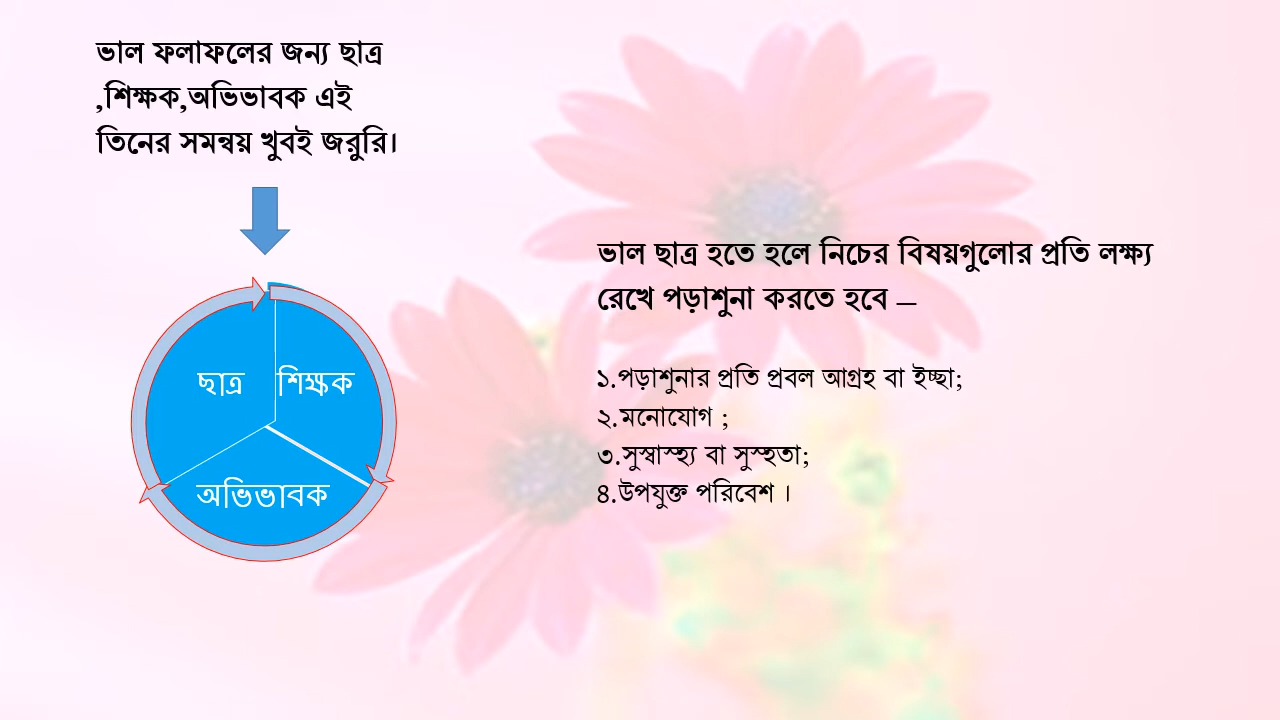 ভাল ফলাফলের জন্য ছাত্র
,শিক্ষক,অভিভাবক এই
তিনের সমন্বয় খুবই জরুরি।
ছাত্র
শিক্ষক
অভিভাবক
ভাল ছাত্র হতে হলে নিচের বিষয়গুলোর প্রতি লক্ষ্য
রেখে পড়াশুনা করতে হবে –
১.পড়াশুনার প্রতি প্রবল আগ্রহ বা ইচ্ছা;
২.মনোযোগ ;
৩.সুস্বাস্হ্য বা সুস্হতা;
৪.উপযুক্ত পরিবেশ ।